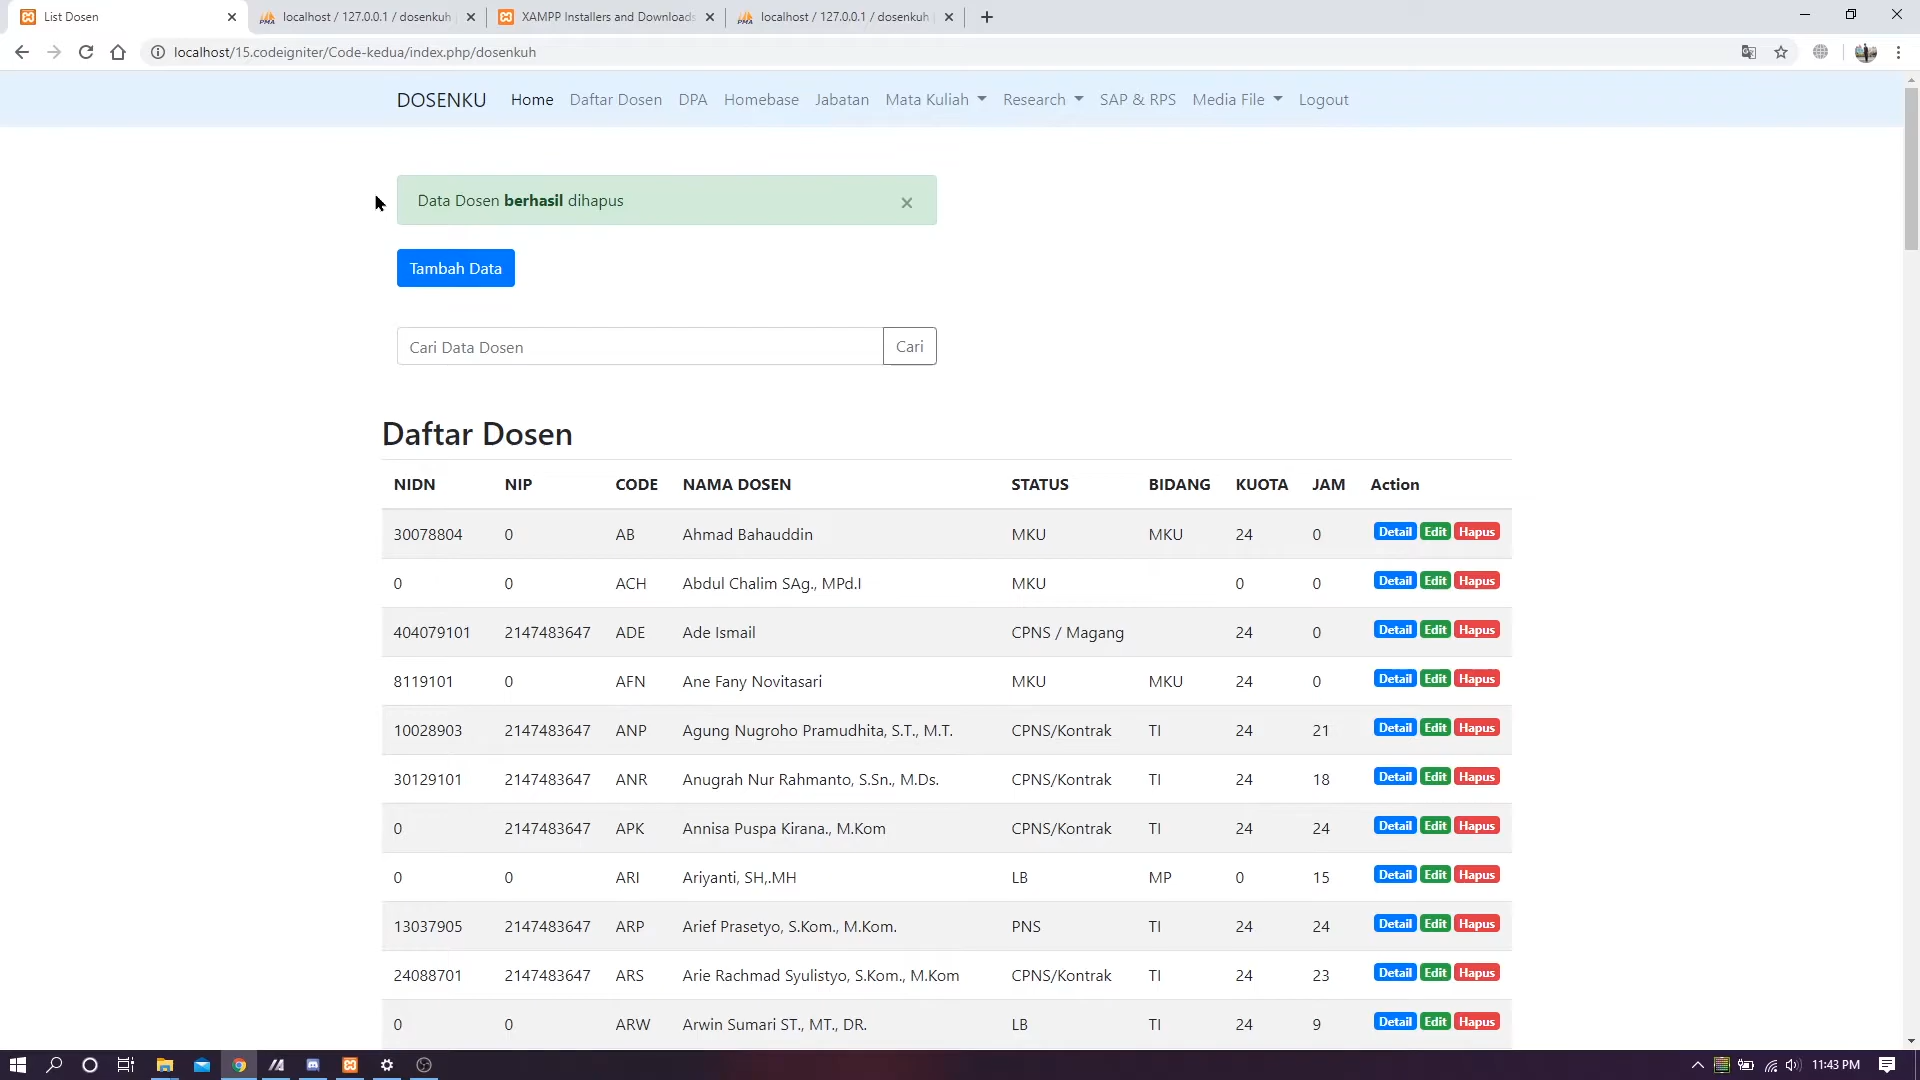 List Dosen
localhost / 127.0.0.1 / dosenkuh
XAMPP Installers and Downloads
localhost / 127.0.0.1 / dosenkuh
localhost/15.codeigniter/Code-kedua/index.php/dosenkuh
DOSENKU Home Daftar Dosen DPA Homebase Jabatan Mata Kuliah Research SAP & RPS Media File Logout
Data Dosen berhasil dihapus ×
Tambah Data
Cari Data Dosen Cari
Daftar Dosen
NIDN NIP CODE NAMA DOSEN STATUS BIDANG KUOTA JAM Action
30078804 0 AB Ahmad Bahauddin MKU MKU 24 0 Detail Edit Hapus
0 0 ACH Abdul Chalim SAg., MPd.I MKU 0 0 Detail Edit Hapus
404079101 2147483647 ADE Ade Ismail CPNS / Magang 24 0 Detail Edit Hapus
8119101 0 AFN Ane Fany Novitasari MKU MKU 24 0 Detail Edit Hapus
10028903 2147483647 ANP Agung Nugroho Pramudhita, S.T., M.T. CPNS/Kontrak TI 24 21 Detail Edit Hapus
30129101 2147483647 ANR Anugrah Nur Rahmanto, S.Sn., M.Ds. CPNS/Kontrak TI 24 18 Detail Edit Hapus
0 2147483647 APK Annisa Puspa Kirana., M.Kom CPNS/Kontrak TI 24 24 Detail Edit Hapus
0 0 ARI Ariyanti, SH,.MH LB MP 0 15 Detail Edit Hapus
13037905 2147483647 ARP Arief Prasetyo, S.Kom., M.Kom. PNS TI 24 24 Detail Edit Hapus
24088701 2147483647 ARS Arie Rachmad Syulistyo, S.Kom., M.Kom CPNS/Kontrak TI 24 23 Detail Edit Hapus
0 0 ARW Arwin Sumari ST., MT., DR. LB TI 24 9 Detail Edit Hapus
11:43 PM